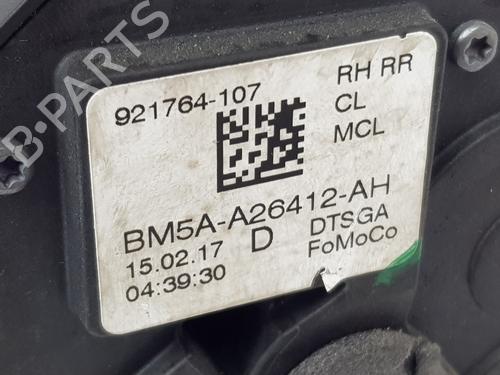 B-PARTS
921764-107
RH RR
CL
MCL
BM5A-A26412-AH
15.02.17 D DTSGA
04:39:30 FoMoCo